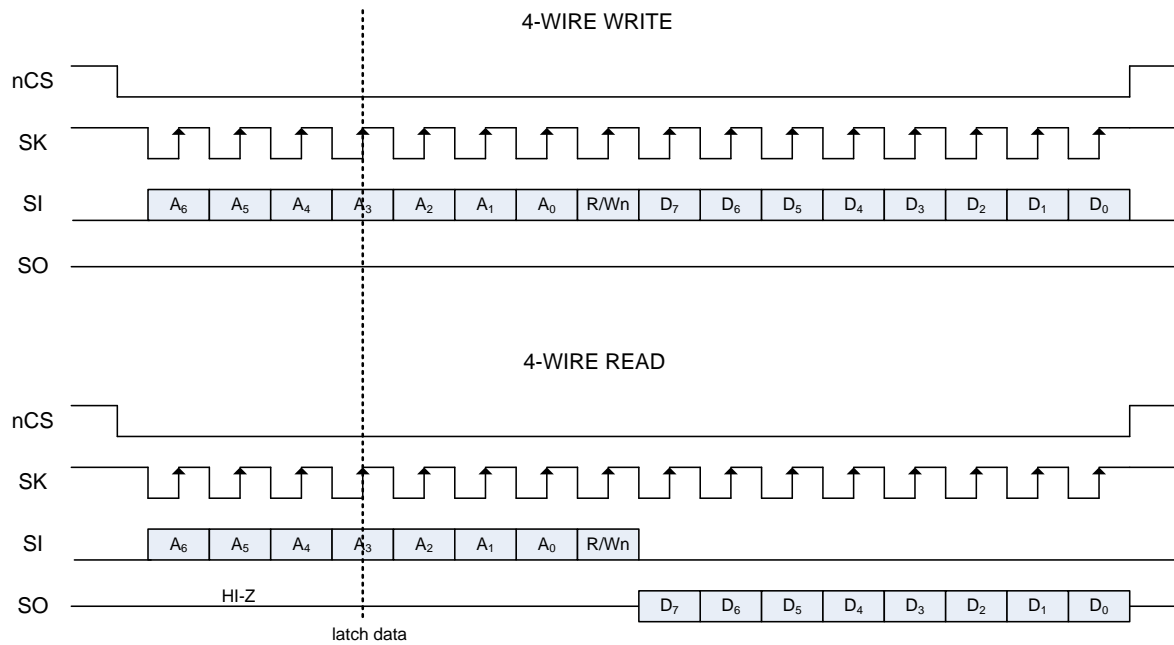 4-WIRE WRITE
nCS
SK
SI A₆ A₅ A₄ A₃ A₂ A₁ A₀ R/Wn D₇ D₆ D₅ D₄ D₃ D₂ D₁ D₀
SO
4-WIRE READ
nCS
SK
SI A₆ A₅ A₄ A₃ A₂ A₁ A₀ R/Wn
SO HI-Z D₇ D₆ D₅ D₄ D₃ D₂ D₁ D₀
latch data